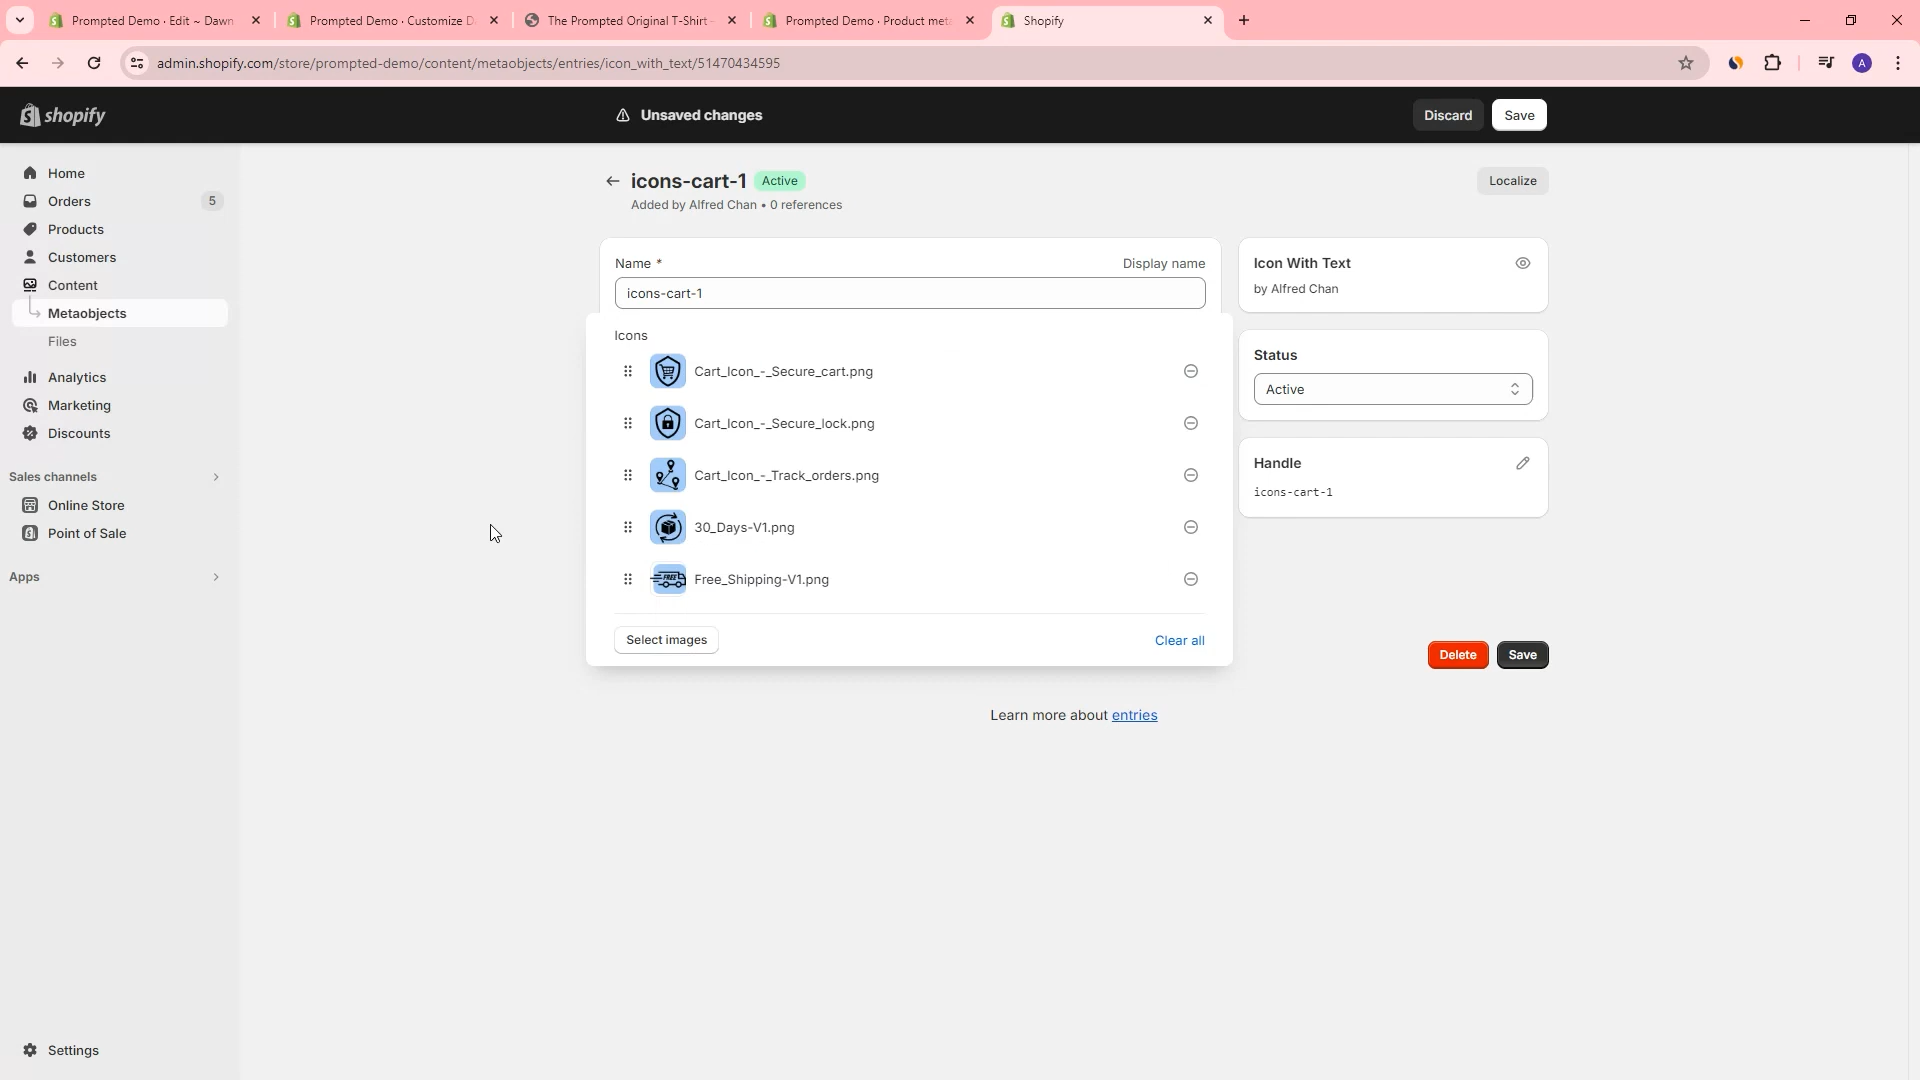 Prompted Demo · Edit ~ Dawn
Prompted Demo · Customize D
The Prompted Original T-Shirt –
Prompted Demo · Product met
Shopify
admin.shopify.com/store/prompted-demo/content/metaobjects/entries/icon_with_text/51470434595
A
shopify
Unsaved changes
Discard
Save
Home
Orders
5
Products
Customers
Content
Metaobjects
Files
Analytics
Marketing
Discounts
Sales channels
Online Store
Point of Sale
Apps
Settings
icons-cart-1
Active
Added by Alfred Chan • 0 references
Localize
Name *
Display name
icons-cart-1
Icons
Cart_Icon_-_Secure_cart.png
Cart_Icon_-_Secure_lock.png
Cart_Icon_-_Track_orders.png
30_Days-V1.png
FREE
Free_Shipping-V1.png
Select images
Clear all
Icon With Text
by Alfred Chan
Status
Active
Handle
icons-cart-1
Delete
Save
Learn more about entries